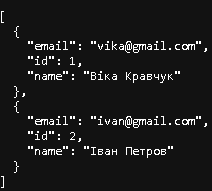 [
  {
    "email": "vika@gmail.com",
    "id": 1,
    "name": "Віка Кравчук"
  },
  {
    "email": "ivan@gmail.com",
    "id": 2,
    "name": "Іван Петров"
  }
]